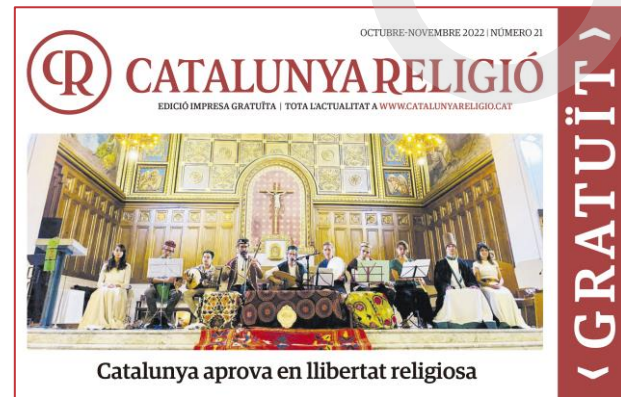 OCTUBRE-NOVEMBRE 2022 | NÚMERO 21
CR CATALUNYA RELIGIÓ
EDICIÓ IMPRESA GRATUÏTA | TOTA L'ACTUALITAT A WWW.CATALUNYARELIGIO.CAT
Catalunya aprova en llibertat religiosa
‹ GRATUÏT ›